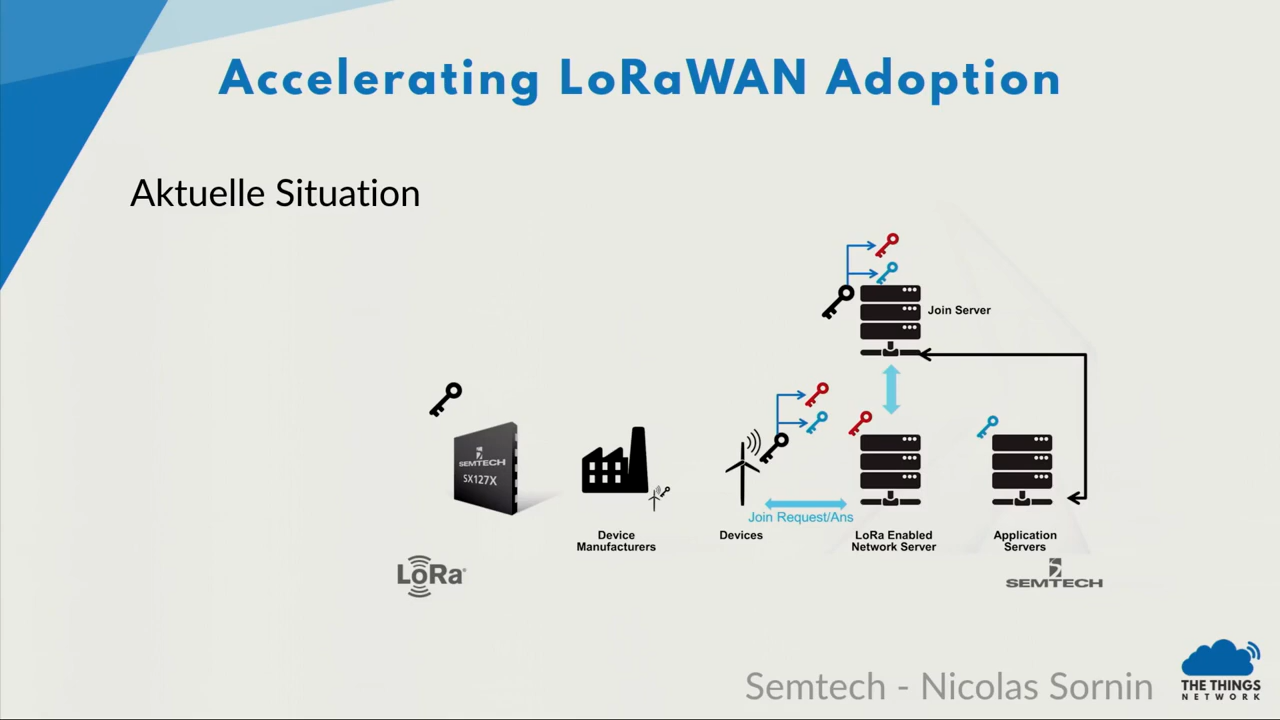 Accelerating LoRaWAN Adoption
Aktuelle Situation
Join Server
SEMTECH
SX127X
Join Request/Ans
Device
Manufacturers
Devices
LoRa Enabled
Network Server
Application
Servers
LoRa®
SEMTECH
Semtech - Nicolas Sornin
THE THINGS
NETWORK